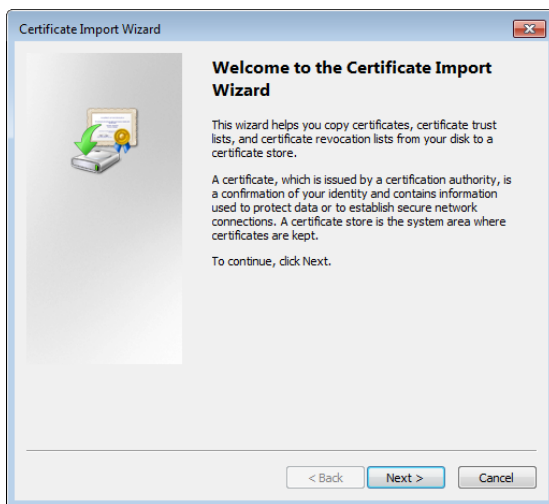 Certificate Import Wizard
Welcome to the Certificate Import
Wizard
This wizard helps you copy certificates, certificate trust
lists, and certificate revocation lists from your disk to a
certificate store.
A certificate, which is issued by a certification authority, is
a confirmation of your identity and contains information
used to protect data or to establish secure network
connections. A certificate store is the system area where
certificates are kept.
To continue, click Next.
< Back Next > Cancel